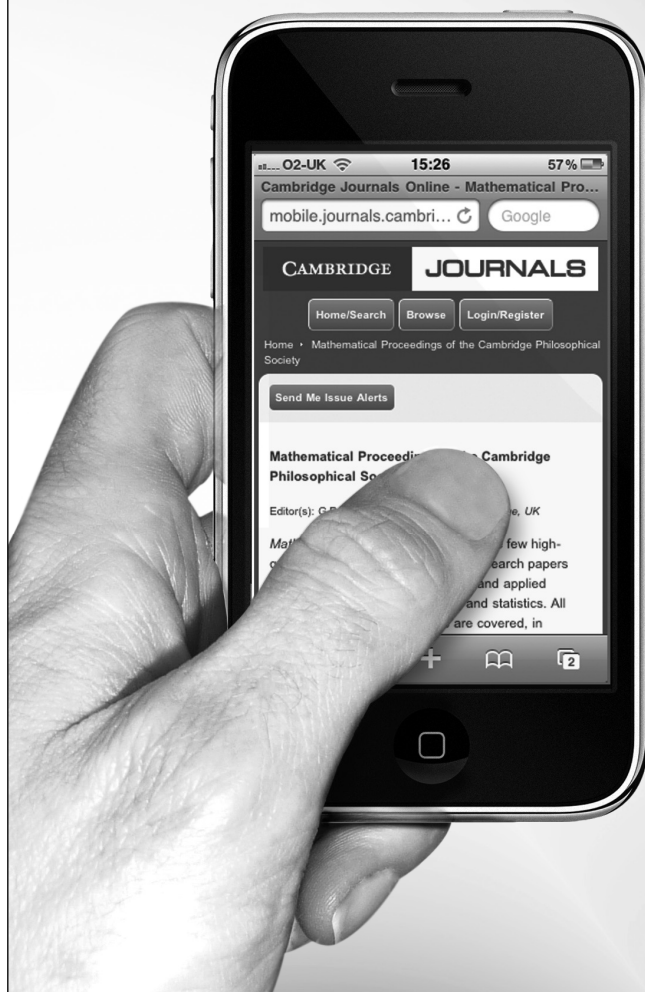 O2-UK 15:26 57%
Cambridge Journals Online - Mathematical Pro...
mobile.journals.cambri... Google
CAMBRIDGE JOURNALS
Home/Search Browse Login/Register
Home › Mathematical Proceedings of the Cambridge Philosophical
Society
Send Me Issue Alerts
Mathematical Cambridge
Philosophical
Editor(s): UK
few high-
earch papers
and applied
and statistics. All
are covered, in
2